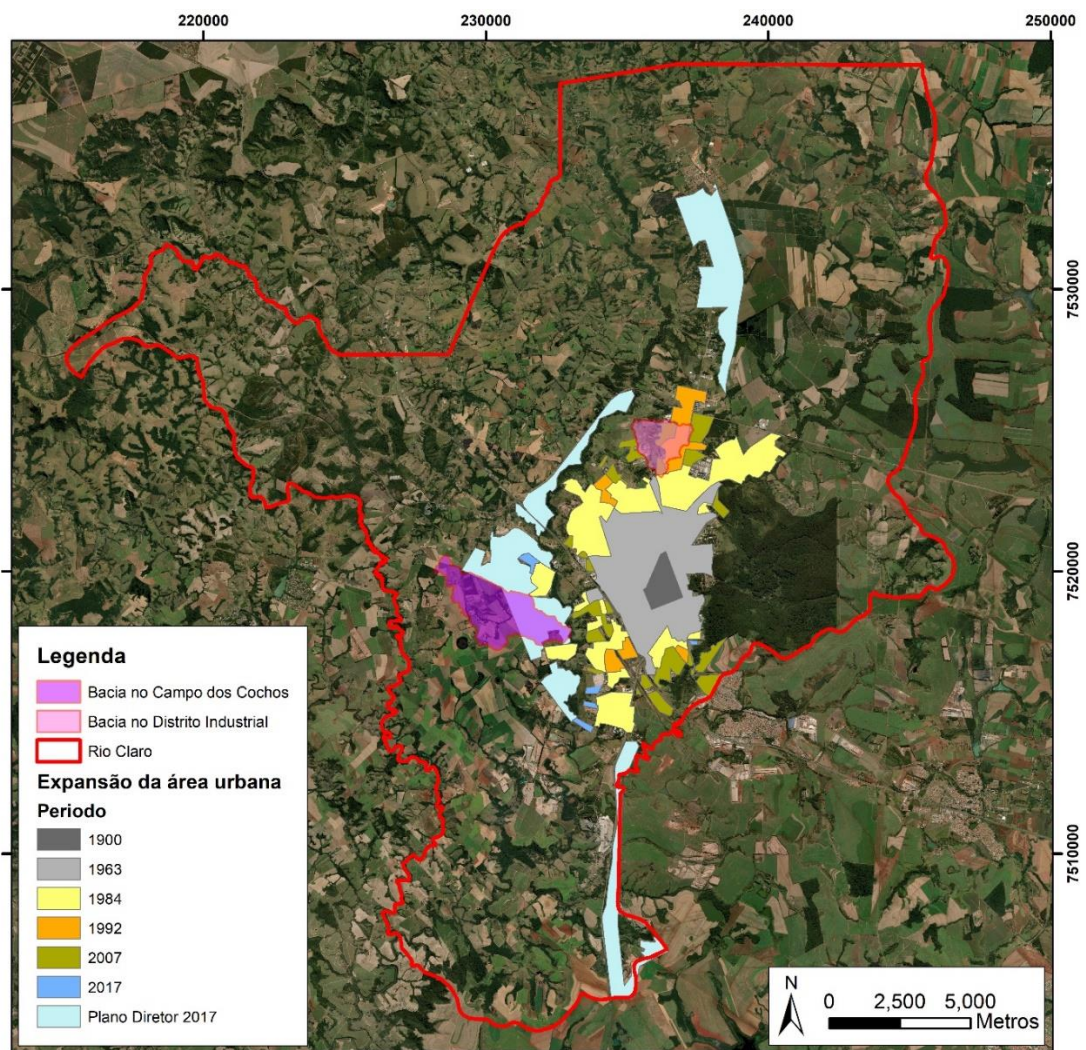 220000
230000
240000
250000
7530000
7520000
7510000
Legenda
Bacia no Campo dos Cochos
Bacia no Distrito Industrial
Rio Claro
Expansão da área urbana
Periodo
1900
1963
1984
1992
2007
2017
Plano Diretor 2017
N
0 2,500 5,000
Metros